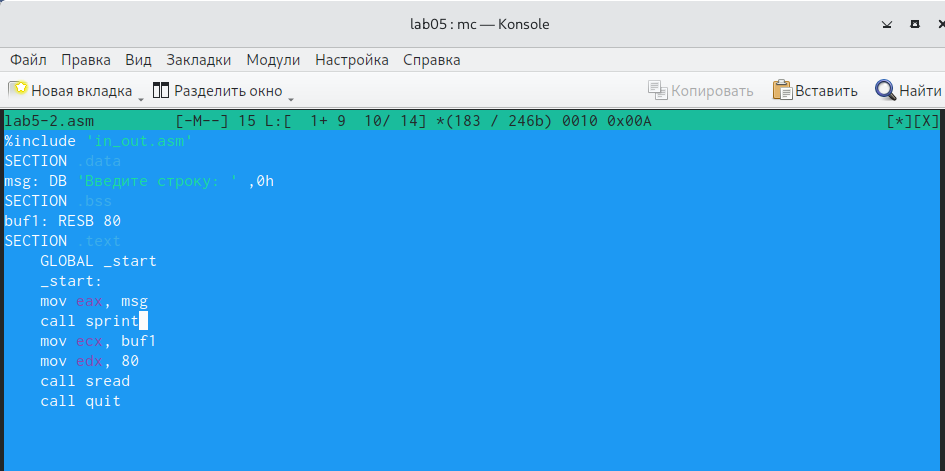 lab05 : mc — Konsole
Файл Правка Вид Закладки Модули Настройка Справка
Новая вкладка Разделить окно Копировать Вставить Найти
lab5-2.asm [-M--] 15 L:[ 1+ 9 10/ 14] *(183 / 246b) 0010 0x00A [*][X]
%include 'in_out.asm'
SECTION .data
msg: DB 'Введите строку: ' ,0h
SECTION .bss
buf1: RESB 80
SECTION .text
GLOBAL _start
_start:
mov eax, msg
call sprint
mov ecx, buf1
mov edx, 80
call sread
call quit